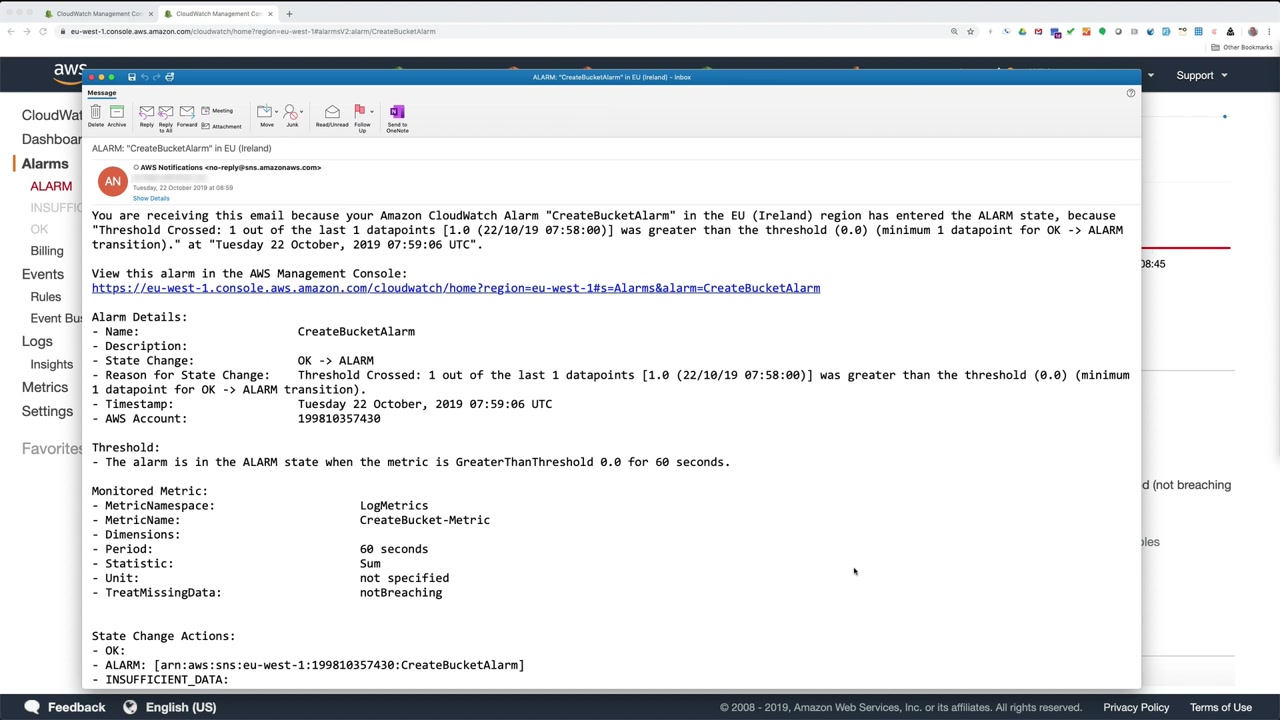 CloudWatch Management Cons
CloudWatch Management Cons
eu-west-1.console.aws.amazon.com/cloudwatch/home?region=eu-west-1#alarmsV2:alarm/CreateBucketAlarm
Other Bookmarks
aws
Support
CloudWat
Dashboar
Alarms
ALARM
INSUFFIC
OK
Billing
Events
Rules
Event Bus
Logs
Insights
Metrics
Settings
Favorites
ALARM: "CreateBucketAlarm" in EU (Ireland) - Inbox
Message
Delete
Archive
Reply
Reply to All
Forward
Meeting
Attachment
Move
Junk
Read/Unread
Follow Up
Send to OneNote
ALARM: "CreateBucketAlarm" in EU (Ireland)
AN
AWS Notifications <no-reply@sns.amazonaws.com>
Tuesday, 22 October 2019 at 08:59
Show Details
You are receiving this email because your Amazon CloudWatch Alarm "CreateBucketAlarm" in the EU (Ireland) region has entered the ALARM state, because
"Threshold Crossed: 1 out of the last 1 datapoints [1.0 (22/10/19 07:58:00)] was greater than the threshold (0.0) (minimum 1 datapoint for OK -> ALARM
transition)." at "Tuesday 22 October, 2019 07:59:06 UTC".
View this alarm in the AWS Management Console:
https://eu-west-1.console.aws.amazon.com/cloudwatch/home?region=eu-west-1#s=Alarms&alarm=CreateBucketAlarm
Alarm Details:
- Name: CreateBucketAlarm
- Description:
- State Change: OK -> ALARM
- Reason for State Change: Threshold Crossed: 1 out of the last 1 datapoints [1.0 (22/10/19 07:58:00)] was greater than the threshold (0.0) (minimum
1 datapoint for OK -> ALARM transition).
- Timestamp: Tuesday 22 October, 2019 07:59:06 UTC
- AWS Account: 199810357430
Threshold:
- The alarm is in the ALARM state when the metric is GreaterThanThreshold 0.0 for 60 seconds.
Monitored Metric:
- MetricNamespace: LogMetrics
- MetricName: CreateBucket-Metric
- Dimensions:
- Period: 60 seconds
- Statistic: Sum
- Unit: not specified
- TreatMissingData: notBreaching
State Change Actions:
- OK:
- ALARM: [arn:aws:sns:eu-west-1:199810357430:CreateBucketAlarm]
- INSUFFICIENT_DATA:
08:45
d (not breaching
ples
Feedback
English (US)
© 2008 - 2019, Amazon Web Services, Inc. or its affiliates. All rights reserved.
Privacy Policy
Terms of Use